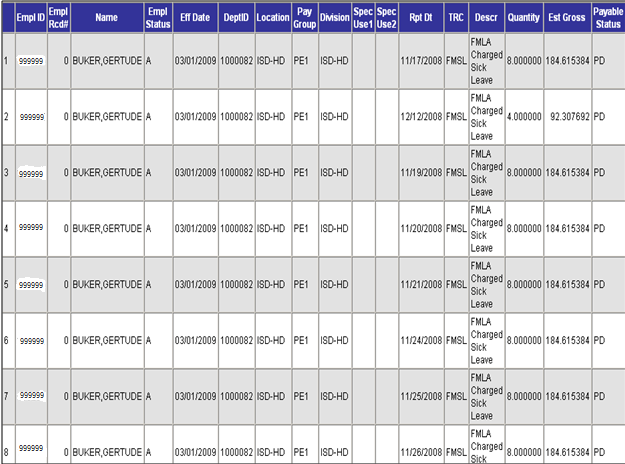 Empl ID Empl Rcd# Name Empl Status Eff Date DeptID Location Pay Group Division Spec Use1 Spec Use2 Rpt Dt TRC Descr Quantity Est Gross Payable Status
1 999999 0 BUKER,GERTUDE A 03/01/2009 1000082 ISD-HD PE1 ISD-HD 11/17/2008 FMSL FMLA Charged Sick Leave 8.000000 184.615384 PD
2 999999 0 BUKER,GERTUDE A 03/01/2009 1000082 ISD-HD PE1 ISD-HD 12/12/2008 FMSL FMLA Charged Sick Leave 4.000000 92.307692 PD
3 999999 0 BUKER,GERTUDE A 03/01/2009 1000082 ISD-HD PE1 ISD-HD 11/19/2008 FMSL FMLA Charged Sick Leave 8.000000 184.615384 PD
4 999999 0 BUKER,GERTUDE A 03/01/2009 1000082 ISD-HD PE1 ISD-HD 11/20/2008 FMSL FMLA Charged Sick Leave 8.000000 184.615384 PD
5 999999 0 BUKER,GERTUDE A 03/01/2009 1000082 ISD-HD PE1 ISD-HD 11/21/2008 FMSL FMLA Charged Sick Leave 8.000000 184.615384 PD
6 999999 0 BUKER,GERTUDE A 03/01/2009 1000082 ISD-HD PE1 ISD-HD 11/24/2008 FMSL FMLA Charged Sick Leave 8.000000 184.615384 PD
7 999999 0 BUKER,GERTUDE A 03/01/2009 1000082 ISD-HD PE1 ISD-HD 11/25/2008 FMSL FMLA Charged Sick Leave 8.000000 184.615384 PD
8 999999 0 BUKER,GERTUDE A 03/01/2009 1000082 ISD-HD PE1 ISD-HD 11/26/2008 FMSL FMLA Charged Sick 8.000000 184.615384 PD